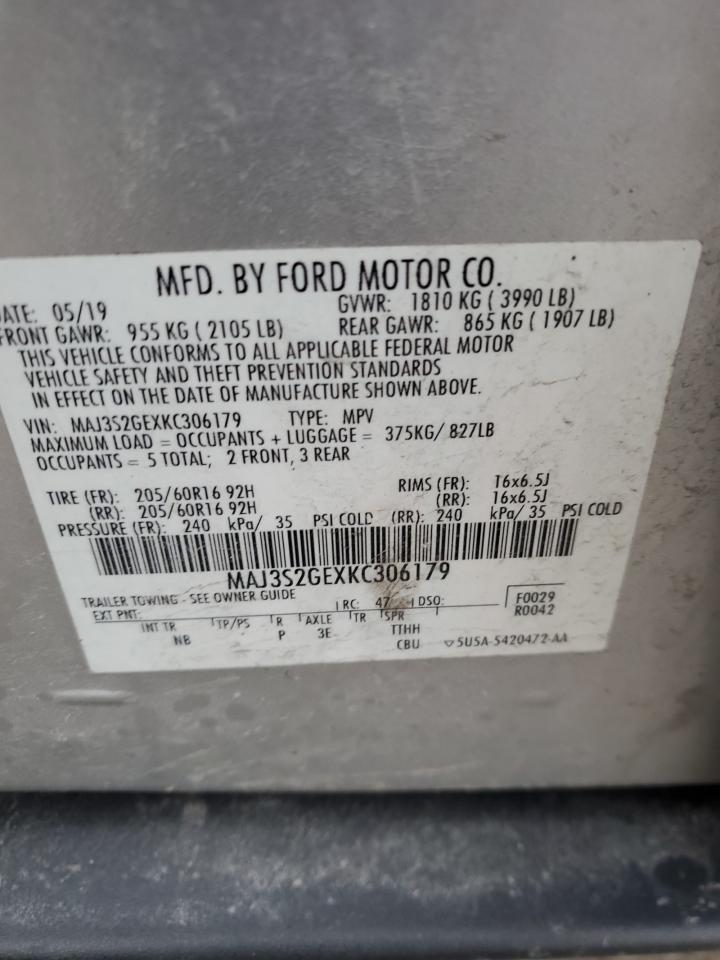 MFD. BY FORD MOTOR CO.
DATE: 05/19 GVWR: 1810 KG ( 3990 LB)
FRONT GAWR: 955 KG ( 2105 LB) REAR GAWR: 865 KG ( 1907 LB)
THIS VEHICLE CONFORMS TO ALL APPLICABLE FEDERAL MOTOR
VEHICLE SAFETY AND THEFT PREVENTION STANDARDS
IN EFFECT ON THE DATE OF MANUFACTURE SHOWN ABOVE.
VIN: MAJ3S2GEXKC306179 TYPE: MPV
MAXIMUM LOAD = OCCUPANTS + LUGGAGE = 375KG/ 827LB
OCCUPANTS = 5 TOTAL; 2 FRONT, 3 REAR
TIRE (FR): 205/60R16 92H RIMS (FR): 16x6.5J
(RR): 205/60R16 92H (RR): 16x6.5J
PRESSURE (FR): 240 kPa/ 35 PSI COLD (RR): 240 kPa/ 35 PSI COLD
MAJ3S2GEXKC306179
TRAILER TOWING - SEE OWNER GUIDE
EXT PNT: RC: 47 DSO: F0029
R0042
INT TR TP/PS R AXLE TR SPR
NB P 3E TTHH
CBU 5U5A-5420472-AA